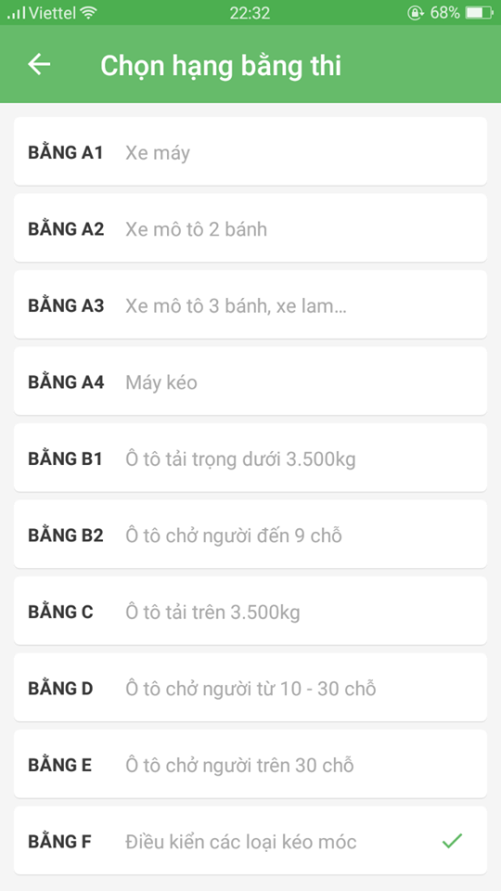 Viettel 22:32 68%
Chọn hạng bằng thi
BẰNG A1 Xe máy
BẰNG A2 Xe mô tô 2 bánh
BẰNG A3 Xe mô tô 3 bánh, xe lam...
BẰNG A4 Máy kéo
BẰNG B1 Ô tô tải trọng dưới 3.500kg
BẰNG B2 Ô tô chở người đến 9 chỗ
BẰNG C Ô tô tải trên 3.500kg
BẰNG D Ô tô chở người từ 10 - 30 chỗ
BẰNG E Ô tô chở người trên 30 chỗ
BẰNG F Điều kiển các loại kéo móc